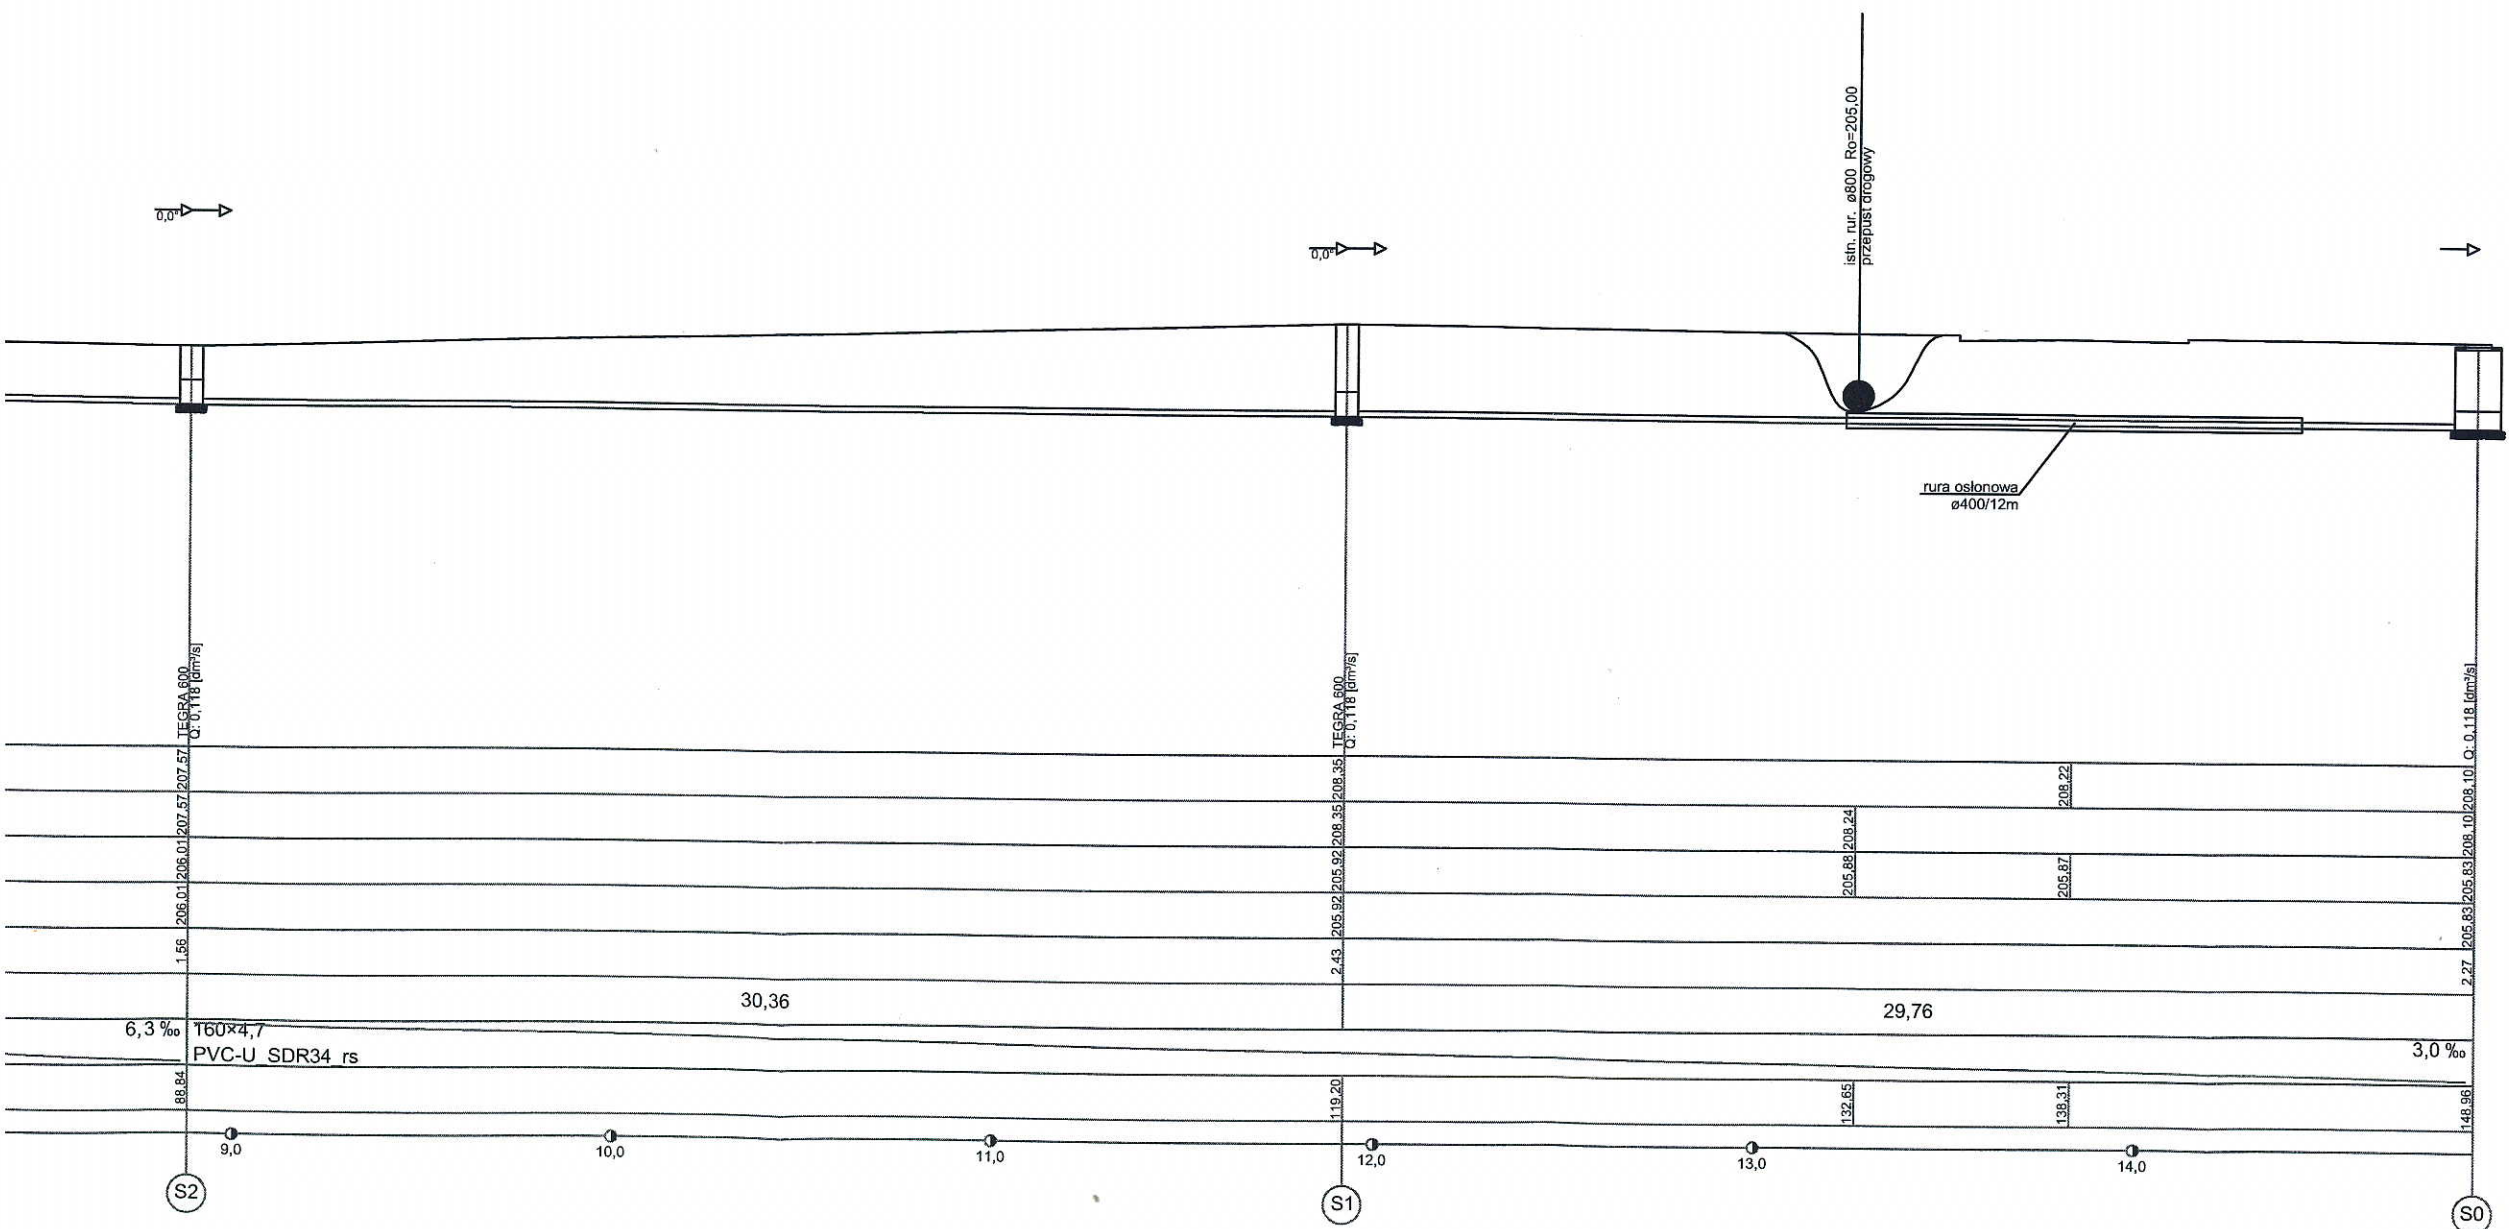 istn. rur. ø800 Ro=205,00
przepust drogowy
0,0°
0,0°
rura osłonowa
ø400/12m
TEGRA 600
Q: 0,118 [dm³/s]
TEGRA 600
Q: 0,118 [dm³/s]
Q: 0,118 [dm³/s]
207,57
208,35
208,22
208,10
207,57
208,35
208,24
208,10
206,01
205,92
205,88
205,87
205,83
206,01
205,92
205,83
1,56
2,43
2,27
30,36
29,76
6,3 ‰
160×4,7
PVC-U_SDR34_rs
3,0 ‰
88,84
119,20
132,65
138,31
148,96
9,0
10,0
11,0
12,0
13,0
14,0
S2
S1
S0